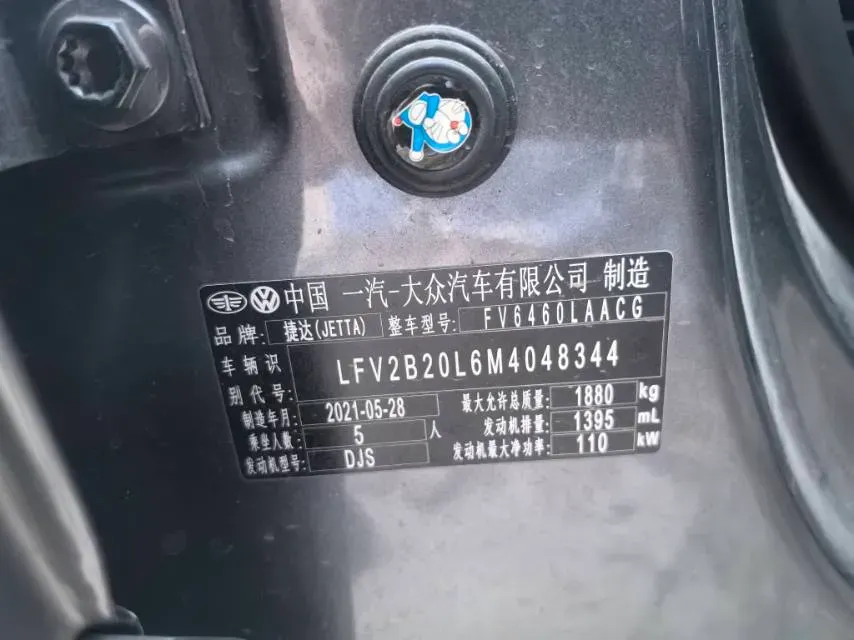 中国 一汽-大众汽车有限公司 制造
品牌: 捷达(JETTA) 整车型号: FV6460LAACG
车辆识别代号: LFV2B20L6M4048344
制造年月: 2021-05-28 最大允许总质量: 1880 kg
乘坐人数: 5 人 发动机排量: 1395 mL
发动机型号: DJS 发动机最大净功率: 110 kW